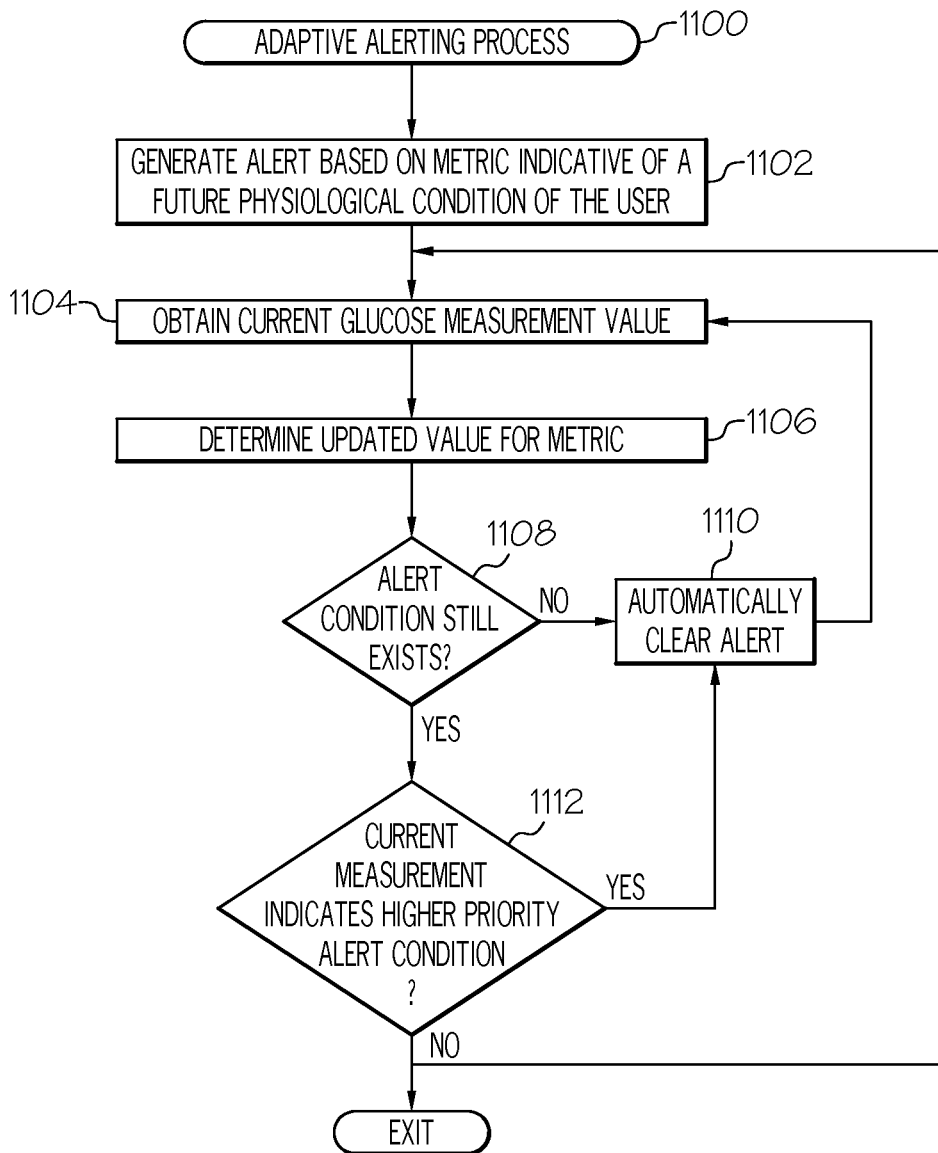 ADAPTIVE ALERTING PROCESS
1100
GENERATE ALERT BASED ON METRIC INDICATIVE OF A
FUTURE PHYSIOLOGICAL CONDITION OF THE USER
1102
1104
OBTAIN CURRENT GLUCOSE MEASUREMENT VALUE
DETERMINE UPDATED VALUE FOR METRIC
1106
1108
ALERT
CONDITION STILL
EXISTS?
NO
1110
AUTOMATICALLY
CLEAR ALERT
YES
1112
CURRENT
MEASUREMENT
INDICATES HIGHER PRIORITY
ALERT CONDITION
?
YES
NO
EXIT